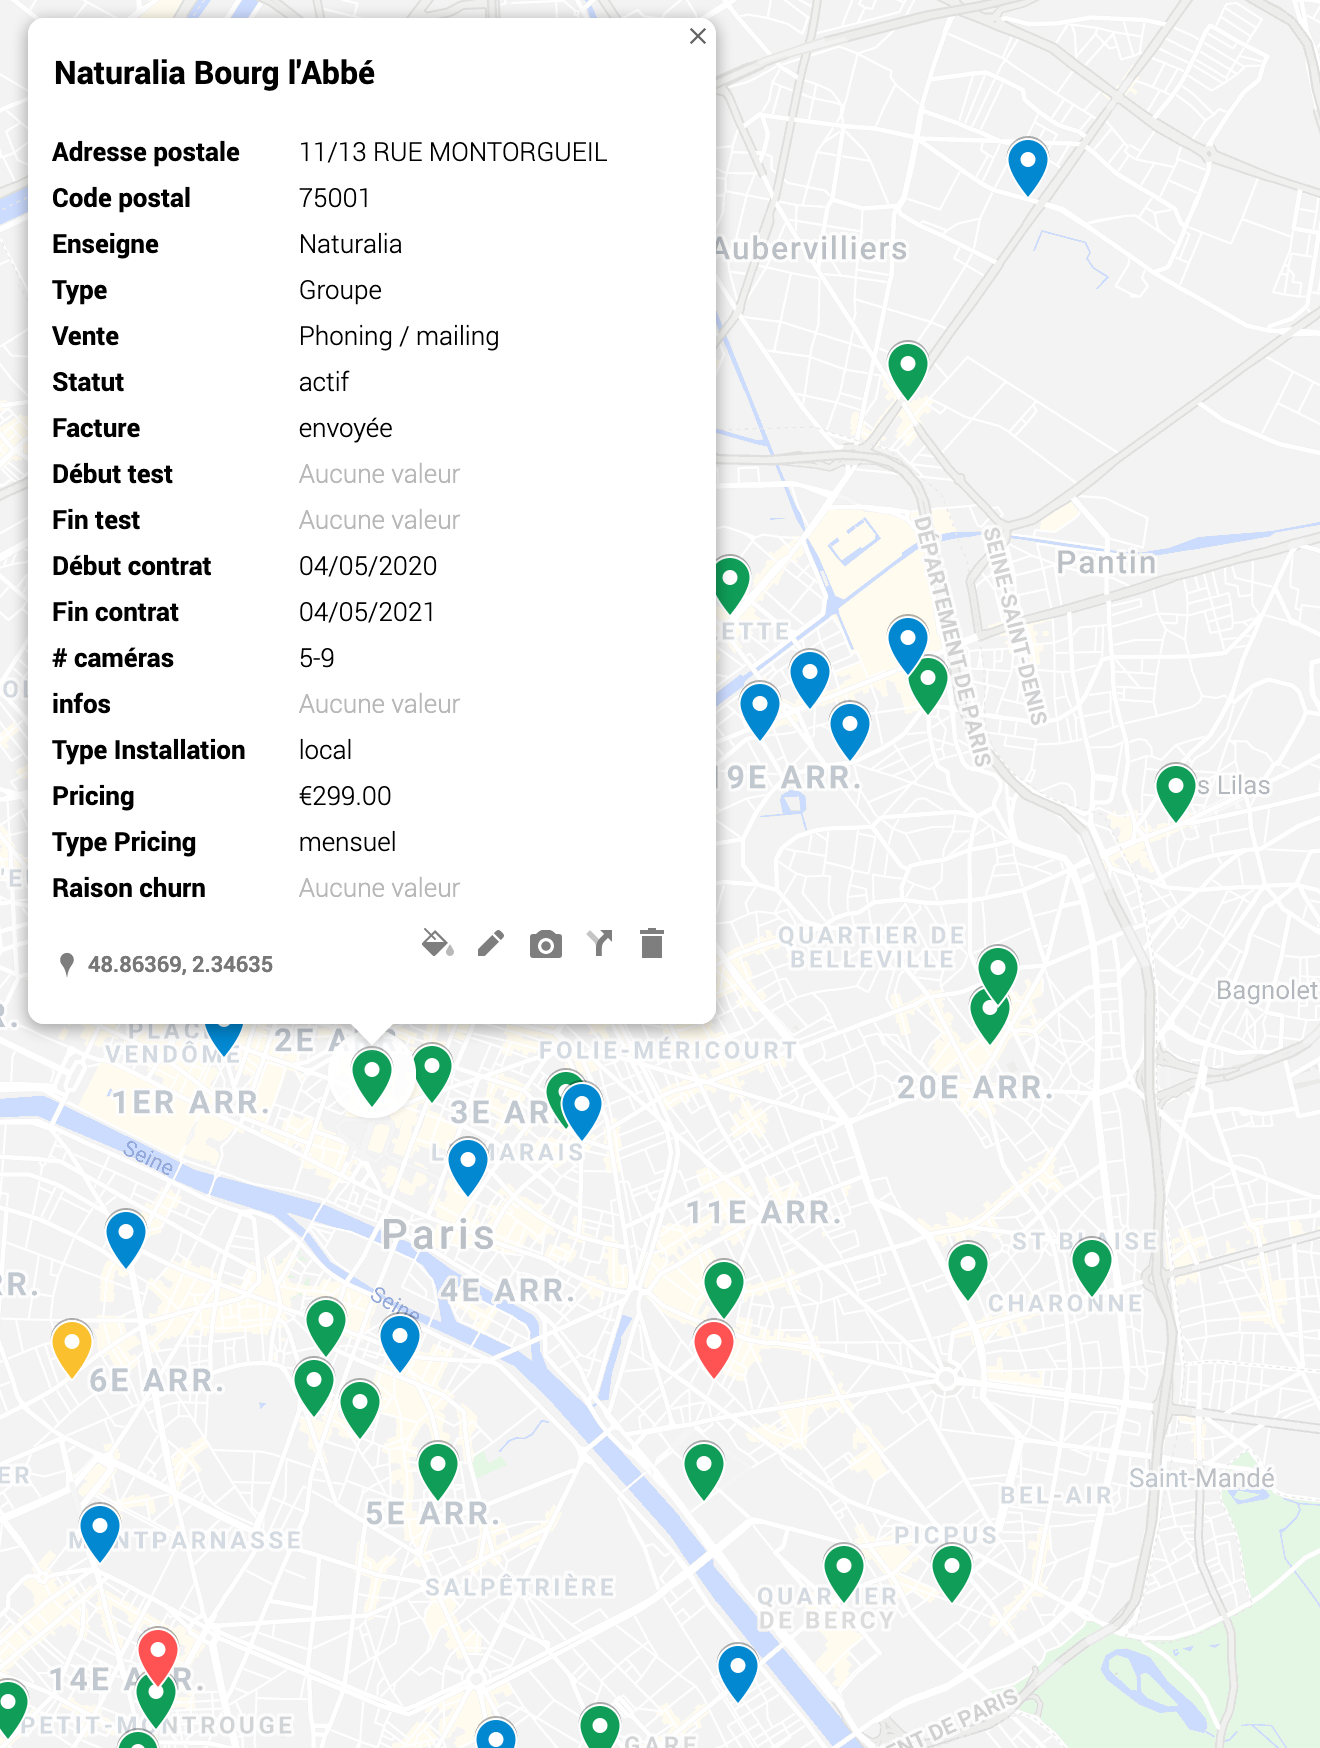 Naturalia Bourg l'Abbé
Adresse postale 11/13 RUE MONTORGUEIL
Code postal 75001
Enseigne Naturalia
Type Groupe
Vente Phoning / mailing
Statut actif
Facture envoyée
Début test Aucune valeur
Fin test Aucune valeur
Début contrat 04/05/2020
Fin contrat 04/05/2021
# caméras 5-9
infos Aucune valeur
Type Installation local
Pricing €299.00
Type Pricing mensuel
Raison churn Aucune valeur
48.86369, 2.34635
Aubervilliers
DÉPARTEMENT DE PARIS
SEINE-SAINT-DENIS
Pantin
19E ARR.
s Lilas
QUARTIER DE
BELLEVILLE
Bagnolet
VENDÔME
2E A
FOLIE-MÉRICOURT
20E ARR.
1ER ARR.
3E AR
MARAIS
Seine
11E ARR.
Paris
ST B AISE
CHARONNE
4E ARR.
Seine
6E ARR.
Saint-Mandé
BEL-AIR
5E ARR.
PICPUS
M NTPARNASSE
SALPÊTRIÈRE
QUAR IER
DE BERCY
14E A R.
PETIT-MONTROUGE
NT DE PARIS
GARE